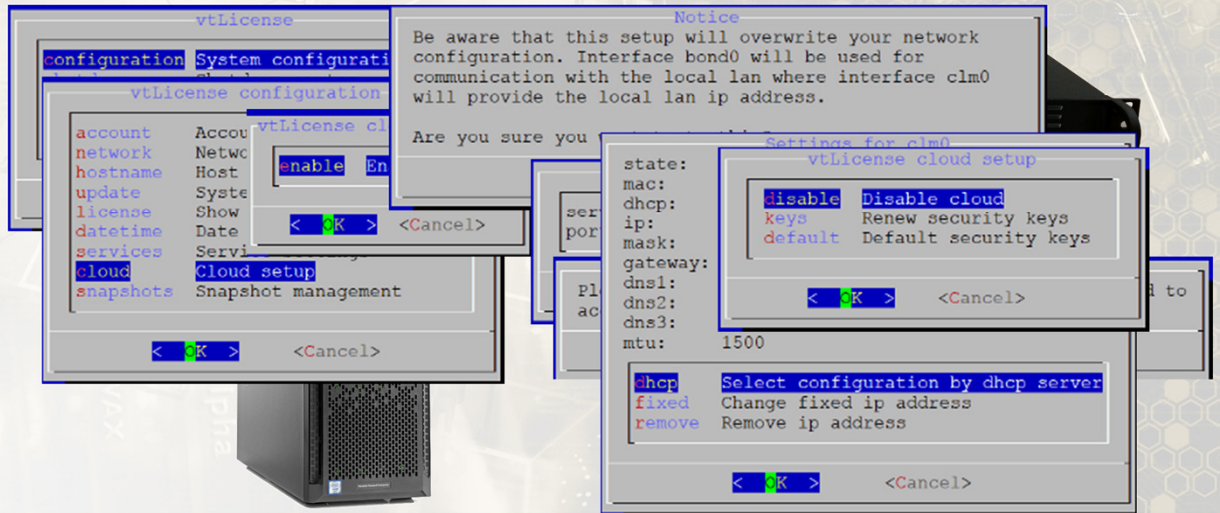 vtLicense
configuration System configurati
vtLicense configuration
account Accou
network Netwo
hostname Host
update Syste
license Show
datetime Date
services Servi
cloud Cloud setup
snapshots Snapshot management
< OK > <Cancel>
vtLicense cl
enable En
< OK > <Cancel>
Notice
Be aware that this setup will overwrite your network
configuration. Interface bond0 will be used for
communication with the local lan where interface clm0
will provide the local lan ip address.
Are you sure you
ser
por
Pl
ac
d to
Settings for clm0
state:
mac:
dhcp:
ip:
mask:
gateway:
dns1:
dns2:
dns3:
mtu: 1500
dhcp Select configuration by dhcp server
fixed Change fixed ip address
remove Remove ip address
< OK > <Cancel>
vtLicense cloud setup
disable Disable cloud
keys Renew security keys
default Default security keys
< OK > <Cancel>